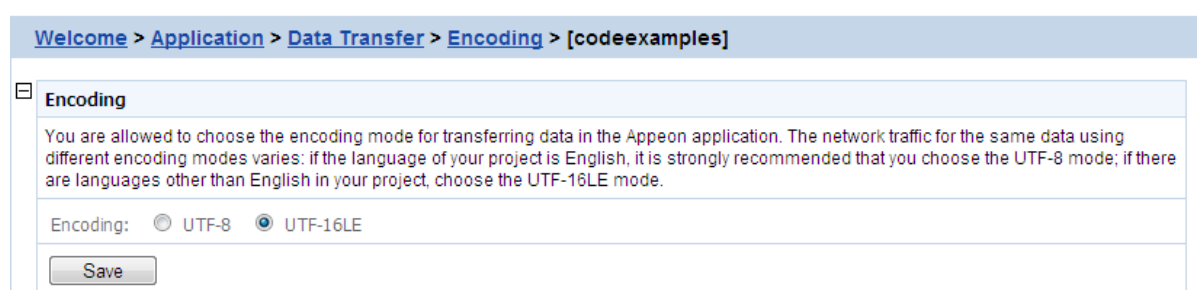 Welcome > Application > Data Transfer > Encoding > [codeexamples]
Encoding
You are allowed to choose the encoding mode for transferring data in the Appeon application. The network traffic for the same data using
different encoding modes varies: if the language of your project is English, it is strongly recommended that you choose the UTF-8 mode; if there
are languages other than English in your project, choose the UTF-16LE mode.
Encoding: UTF-8 UTF-16LE
Save